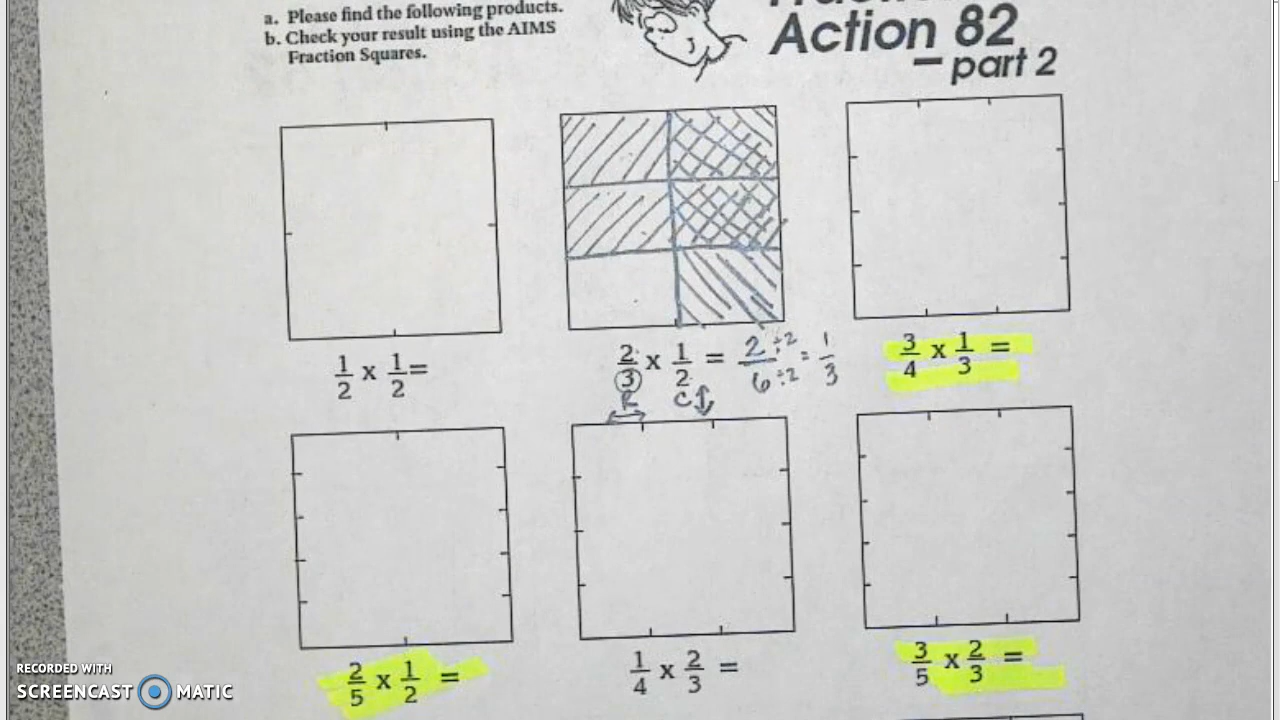 a. Please find the following products.
b. Check your result using the AIMS
Fraction Squares.
Action 82
– part 2
1/2 x 1/2 =
2/3 x 1/2 = 2÷2/6÷2 = 1/3
R C
3/4 x 1/3 =
2/5 x 1/2 =
1/4 x 2/3 =
3/5 x 2/3 =
RECORDED WITH
SCREENCAST MATIC